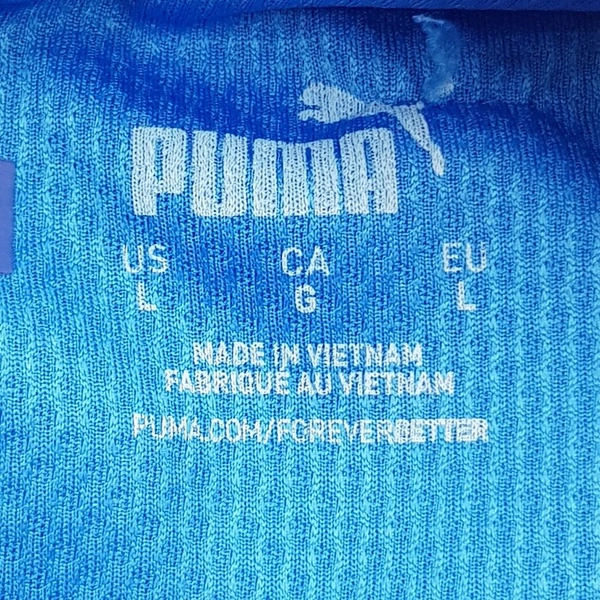 PUMA
US CA EU
L G L
MADE IN VIETNAM
FABRIQUÉ AU VIETNAM
PUMA.COM/FOREVERBETTER